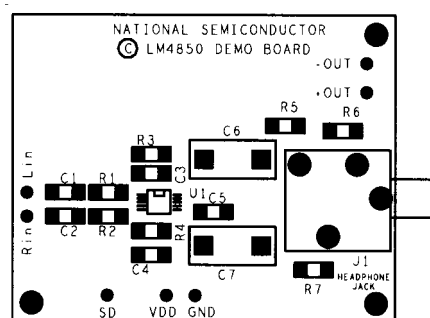 NATIONAL SEMICONDUCTOR
© LM4850 DEMO BOARD
-OUT
+OUT
R5
R6
C6
R3
C3
Lin
C1
R1
U1
C5
Rin
C2
R2
R4
C4
C7
J1
HEADPHONE
JACK
R7
SD
VDD
GND